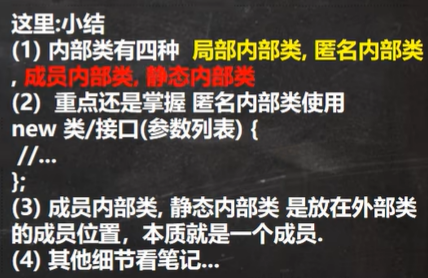 这里:小结
(1) 内部类有四种 局部内部类, 匿名内部类
, 成员内部类, 静态内部类
(2) 重点还是掌握 匿名内部类使用
new 类/接口(参数列表) {
//...
};
(3) 成员内部类, 静态内部类 是放在外部类
的成员位置，本质就是一个成员.
(4) 其他细节看笔记...